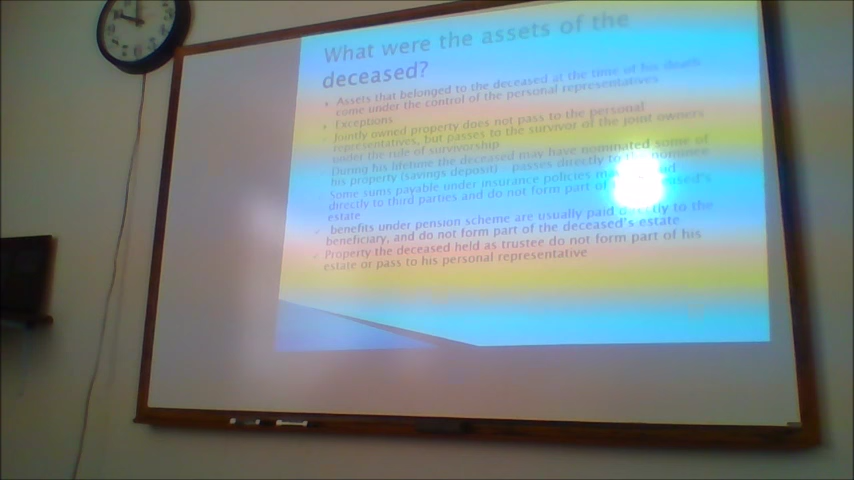 What were the assets of the
deceased?
Assets that belonged to the deceased at the time of his death
come under the control of the personal representatives
Exceptions
Jointly owned property does not pass to the personal
representatives, but passes to the survivor of the joint owners
under the rule of survivorship
During his lifetime the deceased may have nominated some of
his property (savings deposit) - passes directly to the nominee
Some sums payable under insurance policies
directly to third parties and do not form part of
estate
benefits under pension scheme are usually paid directly to the
beneficiary, and do not form part of the deceased's estate
Property the deceased held as trustee do not form part of his
estate or pass to his personal representative